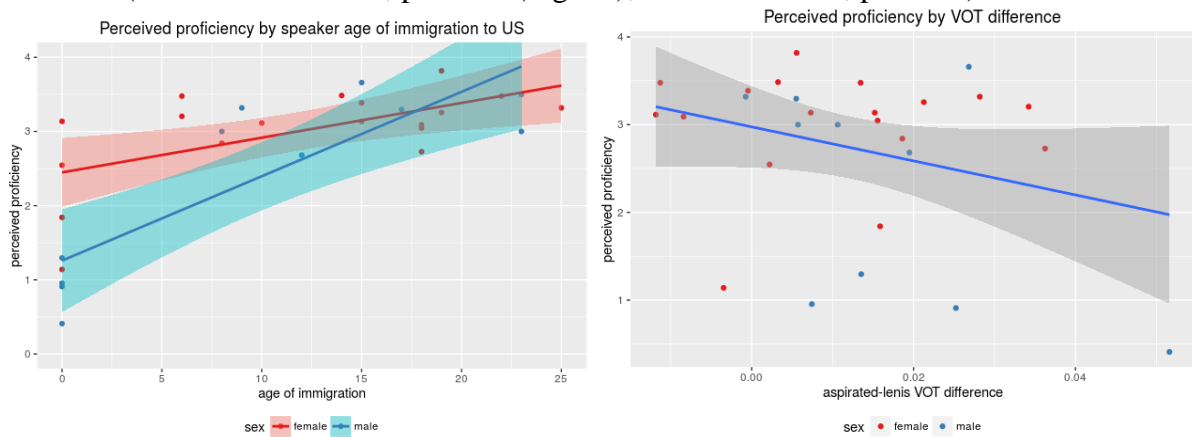 Perceived proficiency by speaker age of immigration to US
4
3
2
1
0
perceived proficiency
0 5 10 15 20 25
age of immigration
sex female male
Perceived proficiency by VOT difference
4
3
2
1
perceived proficiency
0.00 0.02 0.04
aspirated-lenis VOT difference
sex female male